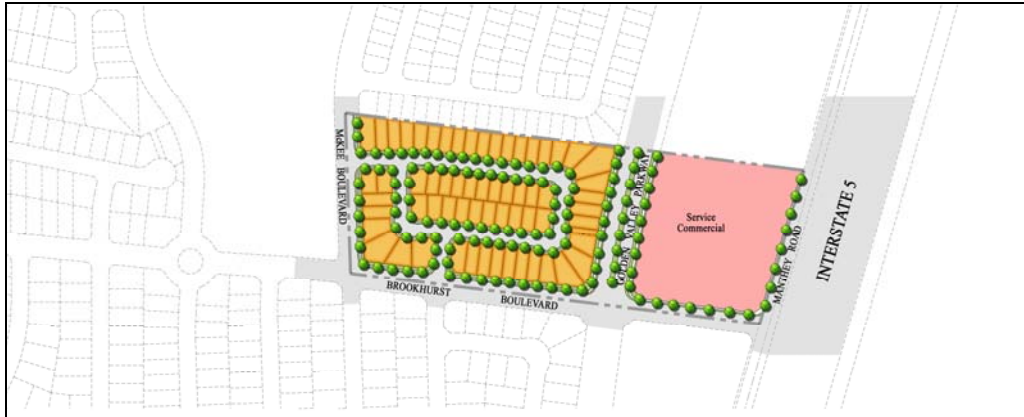 McKEE BOULEVARD
GOLDEN VALLEY PARKWAY
Service
Commercial
MANTHEY ROAD
INTERSTATE 5
BROOKHURST
BOULEVARD